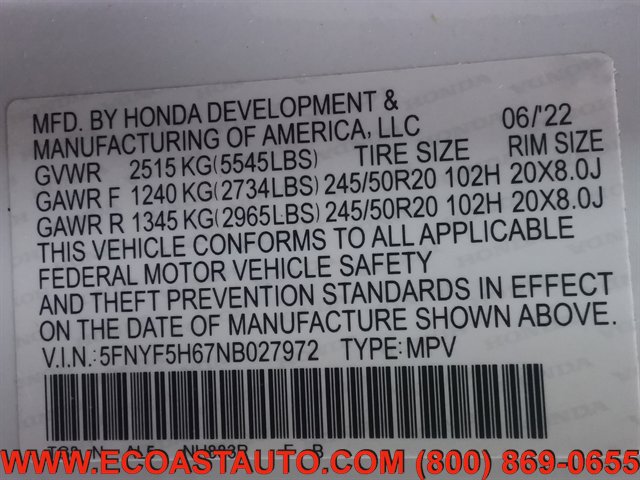 MFD. BY HONDA DEVELOPMENT &
MANUFACTURING OF AMERICA, LLC 06/'22
GVWR 2515 KG(5545LBS) TIRE SIZE RIM SIZE
GAWR F 1240 KG(2734LBS) 245/50R20 102H 20X8.0J
GAWR R 1345 KG(2965LBS) 245/50R20 102H 20X8.0J
THIS VEHICLE CONFORMS TO ALL APPLICABLE
FEDERAL MOTOR VEHICLE SAFETY
AND THEFT PREVENTION STANDARDS IN EFFECT
ON THE DATE OF MANUFACTURE SHOWN ABOVE.
V.I.N.: 5FNYF5H67NB027972 TYPE: MPV
WWW.ECOASTAUTO.COM (800) 869-0655